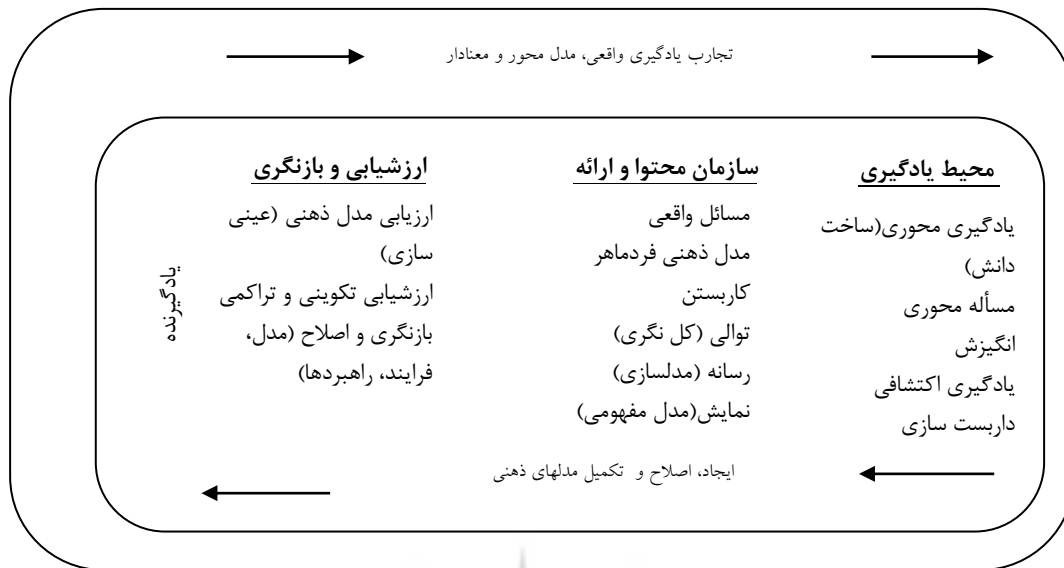 تجارب یادگیری واقعی، مدل محور و معنادار
محیط یادگیری
یادگیری محوری(ساخت
دانش)
مسأله محوری
انگیزش
یادگیری اکتشافی
داربست سازی
سازمان محتوا و ارائه
مسائل واقعی
مدل ذهنی فردماهر
کاربستن
توالی (کل نگری)
رسانه (مدلسازی)
نمایش(مدل مفهومی)
ارزشیابی و بازنگری
ارزیابی مدل ذهنی (عینی
سازی)
ارزشیابی تکوینی و تراکمی
بازنگری و اصلاح (مدل،
فرایند، راهبردها)
یادگیرنده
ایجاد، اصلاح و تکمیل مدلهای ذهنی